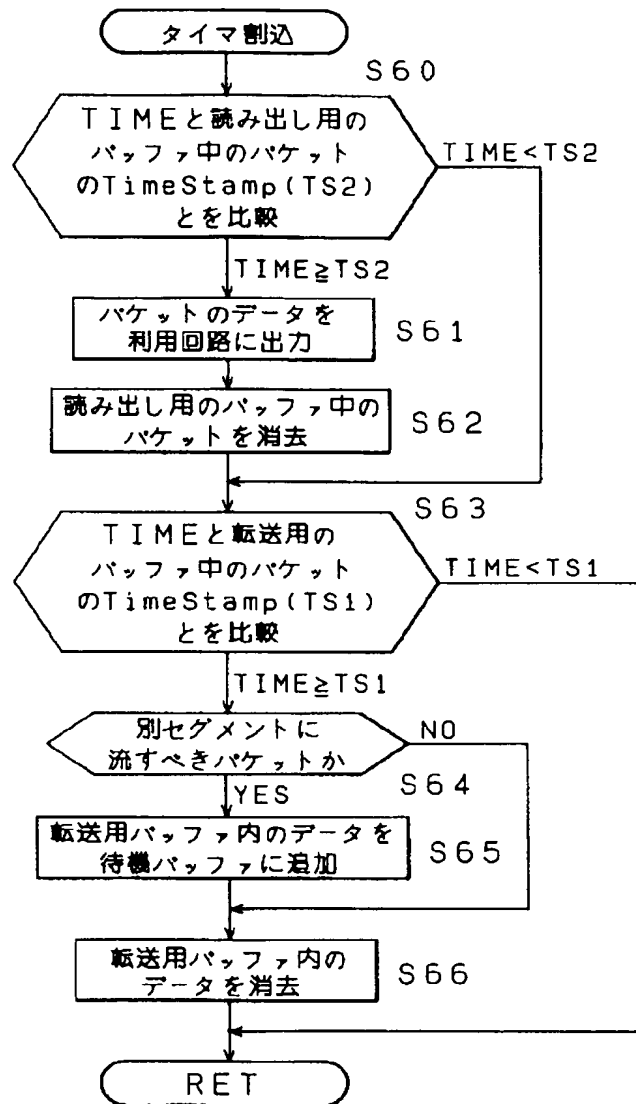 タイマ割込
S60
TIMEと読み出し用の
バッファ中のパケット
のTimeStamp(TS2)
とを比較
TIME<TS2
TIME≧TS2
パケットのデータを
利用回路に出力
S61
読み出し用のバッファ中の
パケットを消去
S62
S63
TIMEと転送用の
バッファ中のパケット
のTimeStamp(TS1)
とを比較
TIME<TS1
TIME≧TS1
別セグメントに
流すべきパケットか
NO
S64
YES
転送用バッファ内のデータを
待機バッファに追加
S65
転送用バッファ内の
データを消去
S66
RET